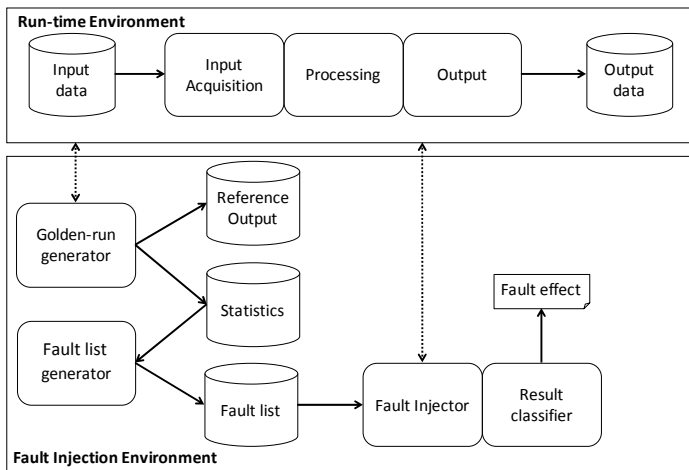 Run-time Environment
Input
data
Input
Acquisition
Processing
Output
Output
data
Golden-run
generator
Reference
Output
Statistics
Fault list
generator
Fault list
Fault Injector
Result
classifier
Fault effect
Fault Injection Environment